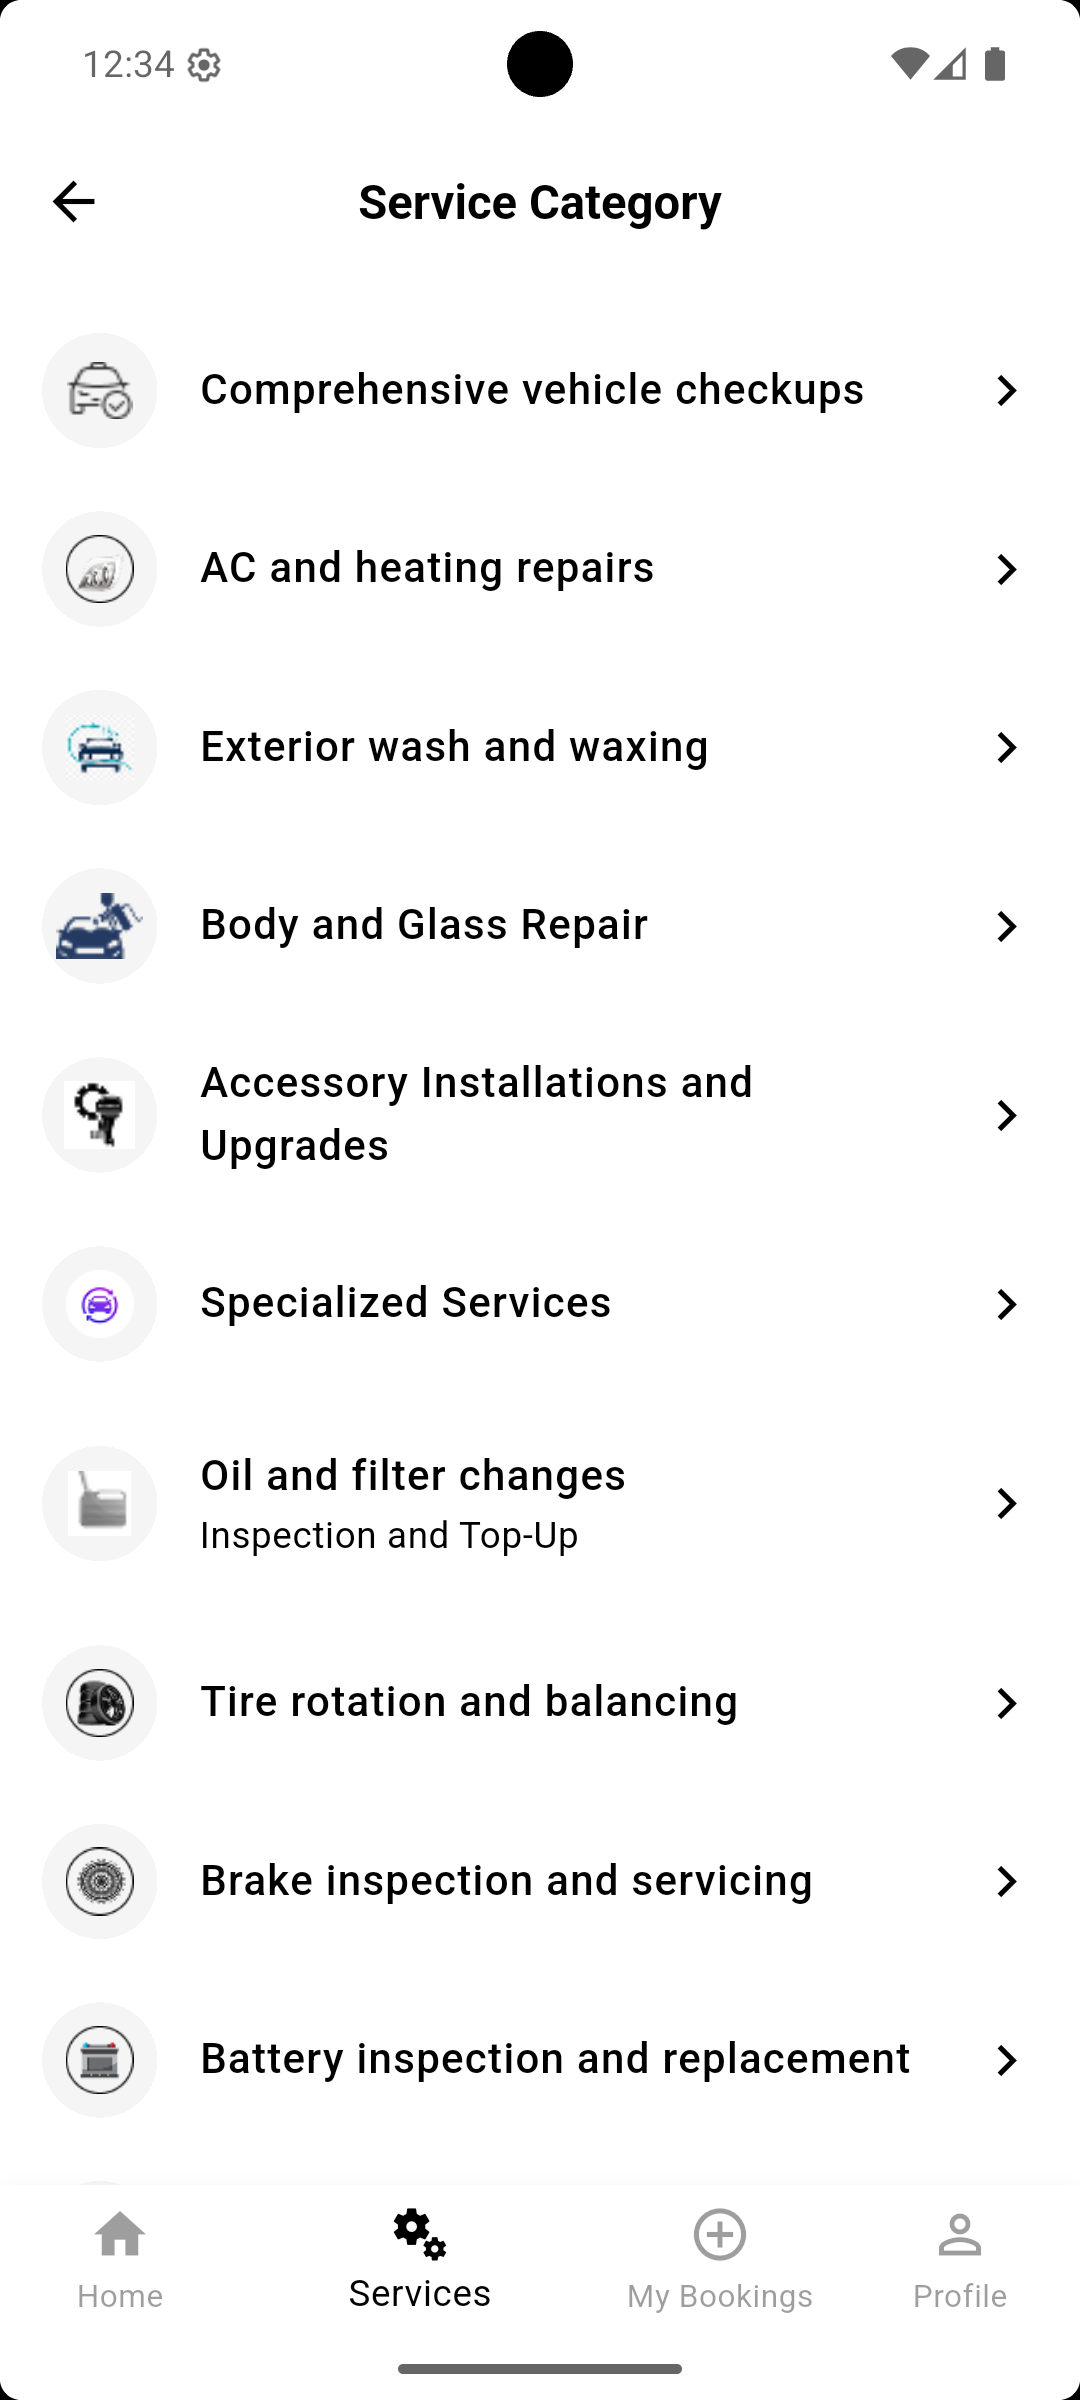 12:34
Service Category
Comprehensive vehicle checkups
AC and heating repairs
Exterior wash and waxing
Body and Glass Repair
Accessory Installations and
Upgrades
Specialized Services
Oil and filter changes
Inspection and Top-Up
Tire rotation and balancing
Brake inspection and servicing
Battery inspection and replacement
Home
Services
My Bookings
Profile